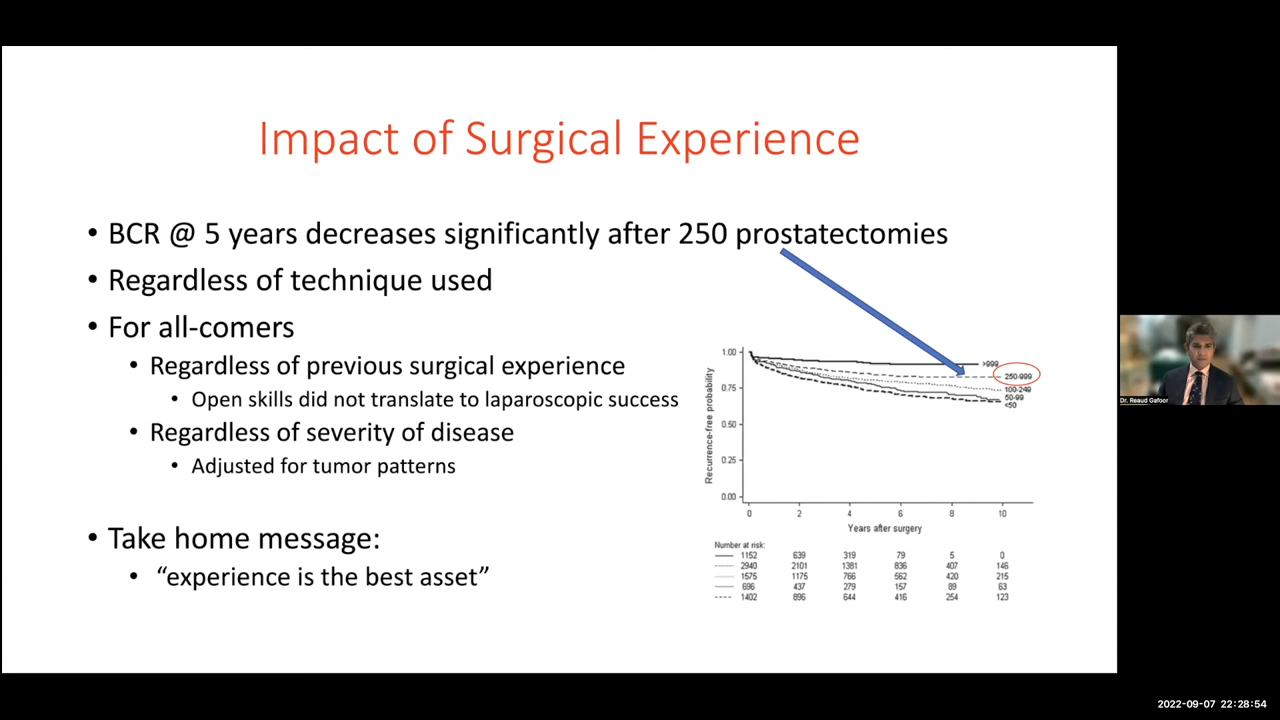 Impact of Surgical Experience
• BCR @ 5 years decreases significantly after 250 prostatectomies
• Regardless of technique used
• For all-comers
• Regardless of previous surgical experience
• Open skills did not translate to laparoscopic success
• Regardless of severity of disease
• Adjusted for tumor patterns
• Take home message:
• “experience is the best asset”
Recurrence-free probability
1.00
0.75
0.50
0.25
0.00
>999
250-999
100-249
50-99
<50
0 2 4 6 8 10
Years after surgery
Number at risk:
1152 639 319 79 5 0
2940 2101 1381 836 407 146
1575 1175 766 562 420 215
696 437 279 157 89 63
1402 896 644 416 254 123
Dr. Reaud Gafoor
2022-09-07 22:28:54